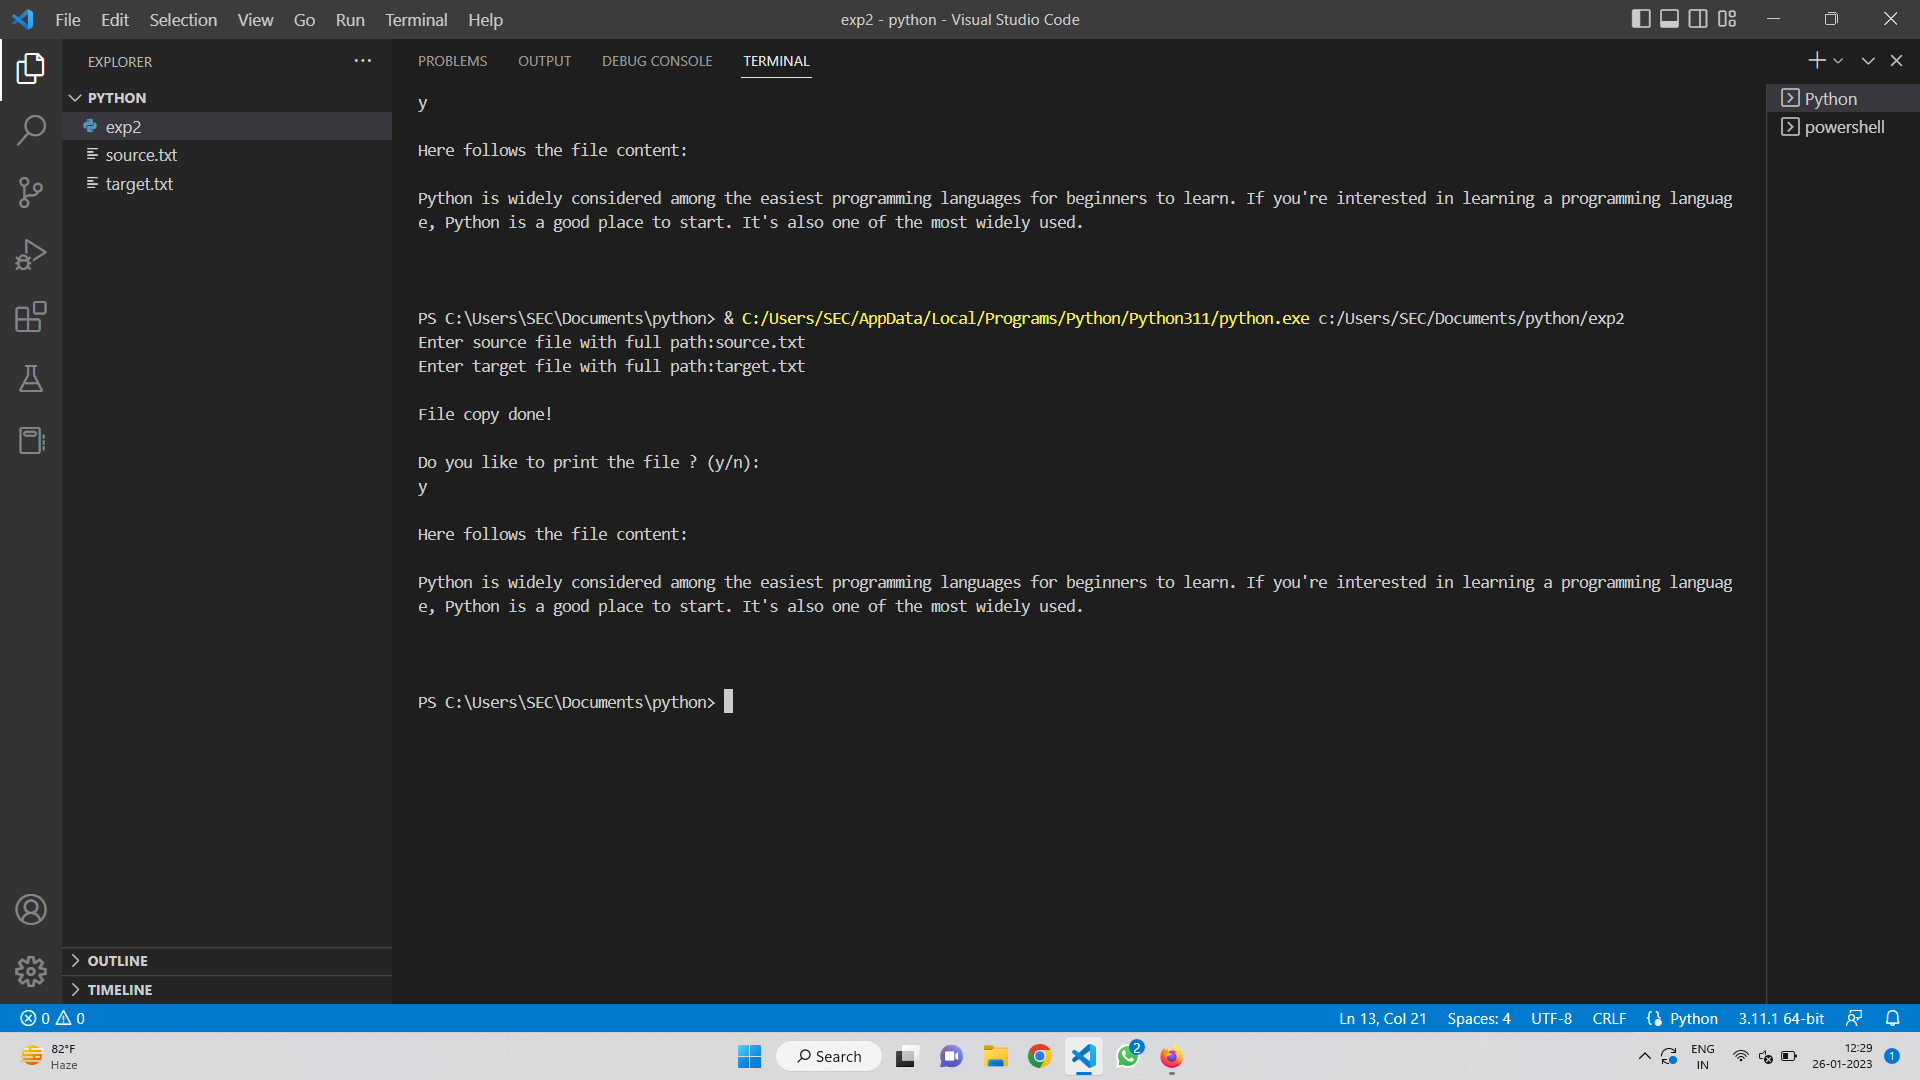 File Edit Selection View Go Run Terminal Help
exp2 - python - Visual Studio Code
EXPLORER
PYTHON
exp2
source.txt
target.txt
OUTLINE
TIMELINE
PROBLEMS OUTPUT DEBUG CONSOLE TERMINAL
y
Here follows the file content:
Python is widely considered among the easiest programming languages for beginners to learn. If you're interested in learning a programming languag
e, Python is a good place to start. It's also one of the most widely used.
PS C:\Users\SEC\Documents\python> & C:/Users/SEC/AppData/Local/Programs/Python/Python311/python.exe c:/Users/SEC/Documents/python/exp2
Enter source file with full path:source.txt
Enter target file with full path:target.txt
File copy done!
Do you like to print the file ? (y/n):
y
Here follows the file content:
Python is widely considered among the easiest programming languages for beginners to learn. If you're interested in learning a programming languag
e, Python is a good place to start. It's also one of the most widely used.
PS C:\Users\SEC\Documents\python>
Python
powershell
0 0
Ln 13, Col 21 Spaces: 4 UTF-8 CRLF Python 3.11.1 64-bit
82°F
Haze
Search
2
ENG
IN
12:29
26-01-2023
1